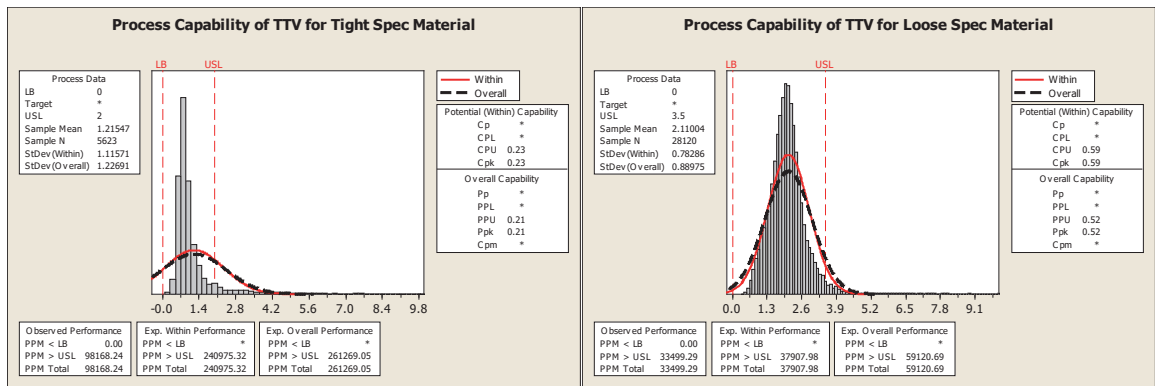 Process Capability of TTV for Tight Spec Material
LB
USL
Process Data
LB 0
Target *
USL 2
Sample Mean 1.21547
Sample N 5623
StDev(Within) 1.11571
StDev(Overall) 1.22691
Within
Overall
Potential (Within) Capability
Cp *
CPL *
CPU 0.23
Cpk 0.23
Overall Capability
Pp *
PPL *
PPU 0.21
Ppk 0.21
Cpm *
-0.0 1.4 2.8 4.2 5.6 7.0 8.4 9.8
Observed Performance
PPM < LB 0.00
PPM > USL 98168.24
PPM Total 98168.24
Exp. Within Performance
PPM < LB *
PPM > USL 240975.32
PPM Total 240975.32
Exp. Overall Performance
PPM < LB *
PPM > USL 261269.05
PPM Total 261269.05
Process Capability of TTV for Loose Spec Material
LB
USL
Process Data
LB 0
Target *
USL 3.5
Sample Mean 2.11004
Sample N 28120
StDev(Within) 0.78286
StDev(Overall) 0.88975
Within
Overall
Potential (Within) Capability
Cp *
CPL *
CPU 0.59
Cpk 0.59
Overall Capability
Pp *
PPL *
PPU 0.52
Ppk 0.52
Cpm *
0.0 1.3 2.6 3.9 5.2 6.5 7.8 9.1
Observed Performance
PPM < LB 0.00
PPM > USL 33499.29
PPM Total 33499.29
Exp. Within Performance
PPM < LB *
PPM > USL 37907.98
PPM Total 37907.98
Exp. Overall Performance
PPM < LB *
PPM > USL 59120.69
PPM Total 59120.69